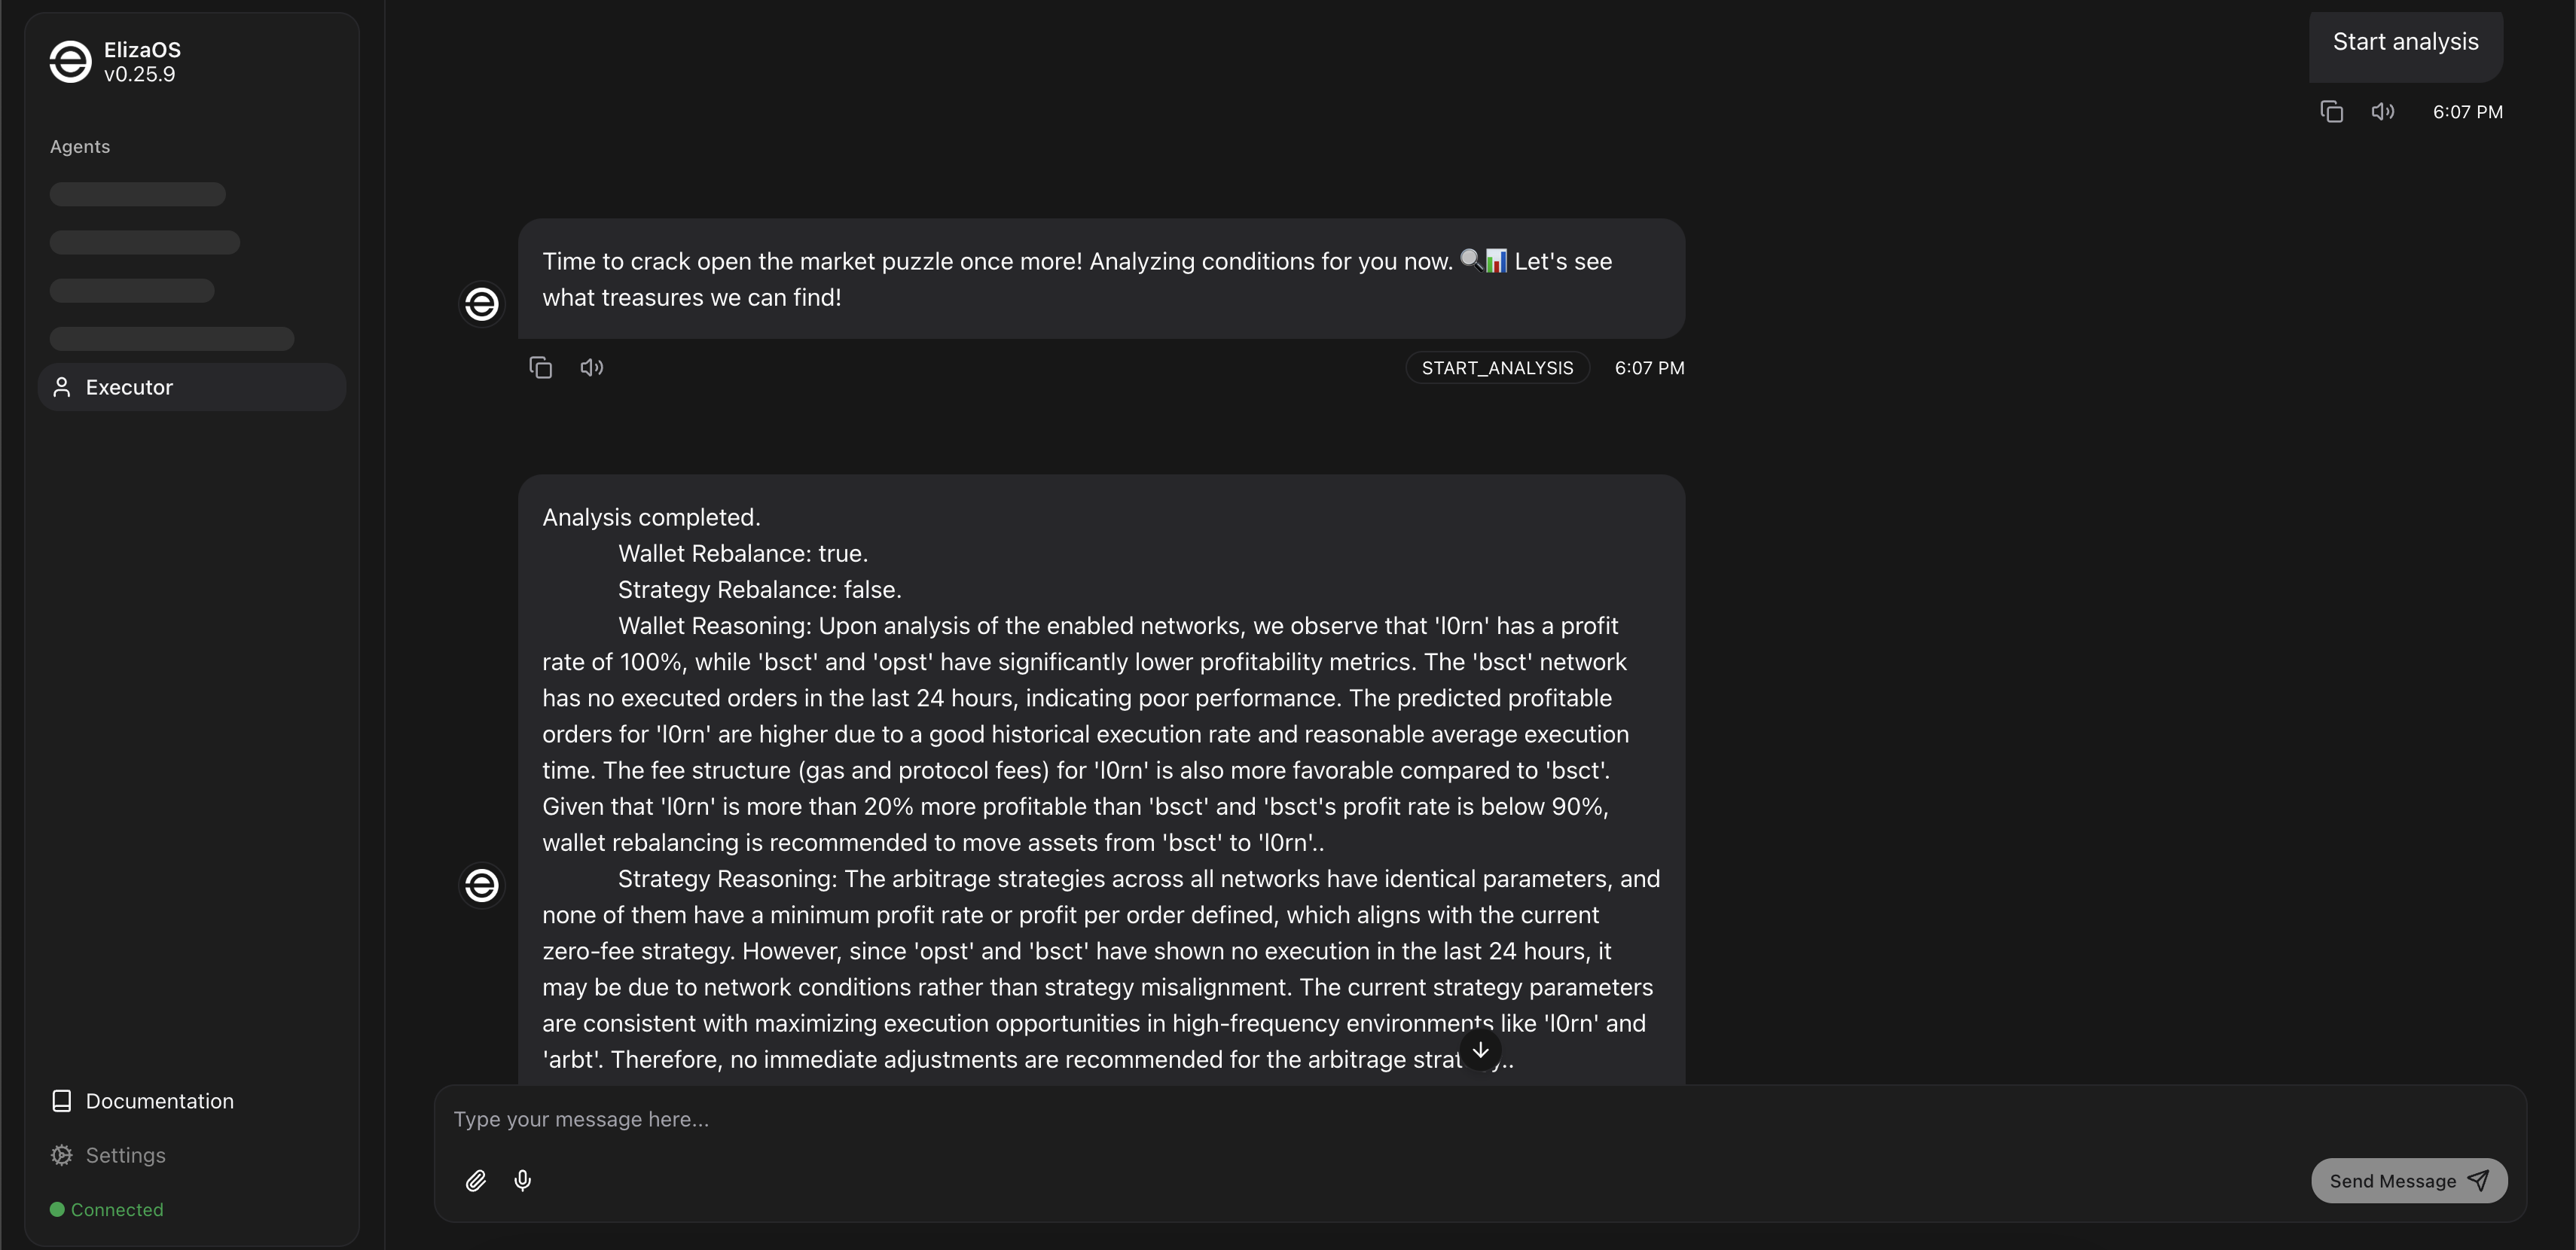 ElizaOS
v0.25.9
Agents
Executor
Documentation
Settings
Connected
Start analysis
6:07 PM
Time to crack open the market puzzle once more! Analyzing conditions for you now. 🔍📊 Let's see
what treasures we can find!
START_ANALYSIS
6:07 PM
Analysis completed.
Wallet Rebalance: true.
Strategy Rebalance: false.
Wallet Reasoning: Upon analysis of the enabled networks, we observe that 'l0rn' has a profit
rate of 100%, while 'bsct' and 'opst' have significantly lower profitability metrics. The 'bsct' network
has no executed orders in the last 24 hours, indicating poor performance. The predicted profitable
orders for 'l0rn' are higher due to a good historical execution rate and reasonable average execution
time. The fee structure (gas and protocol fees) for 'l0rn' is also more favorable compared to 'bsct'.
Given that 'l0rn' is more than 20% more profitable than 'bsct' and 'bsct's profit rate is below 90%,
wallet rebalancing is recommended to move assets from 'bsct' to 'l0rn'..
Strategy Reasoning: The arbitrage strategies across all networks have identical parameters, and
none of them have a minimum profit rate or profit per order defined, which aligns with the current
zero-fee strategy. However, since 'opst' and 'bsct' have shown no execution in the last 24 hours, it
may be due to network conditions rather than strategy misalignment. The current strategy parameters
are consistent with maximizing execution opportunities in high-frequency environments like 'l0rn' and
'arbt'. Therefore, no immediate adjustments are recommended for the arbitrage
Type your message here...
Send Message